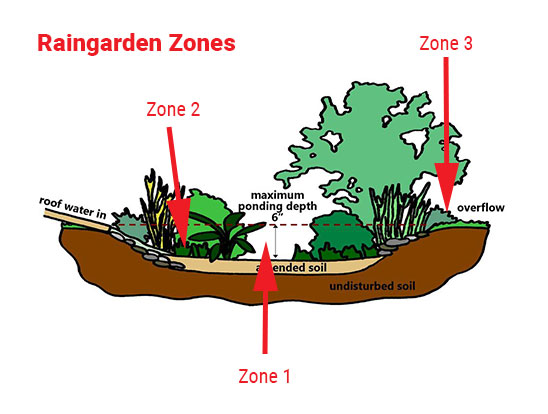 Raingarden Zones
Zone 3
Zone 2
roof water in
maximum
ponding depth
6"
overflow
amended soil
undisturbed soil
Zone 1